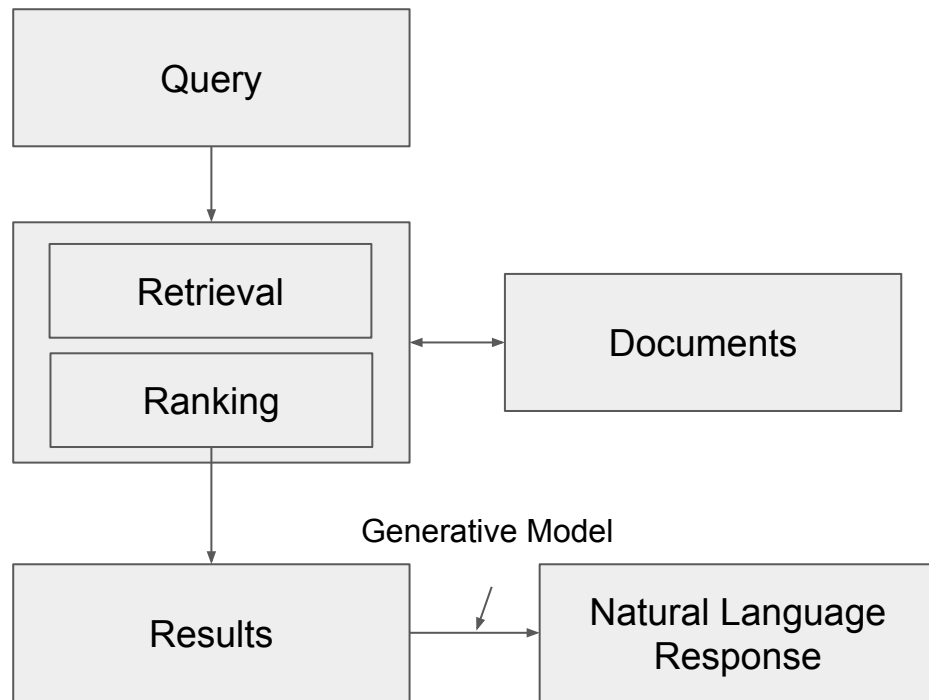 Query
Retrieval
Documents
Ranking
Generative Model
Results
Natural Language
Response